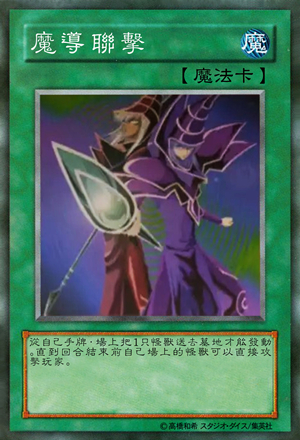 魔導聯擊
魔
【魔法卡】
從自己手牌·場上把1只怪獸送去墓地才能發動
。直到回合結束前自己場上的怪獸可以直接攻
擊玩家。
©高橋和希 スタジオ・ダイス/集英社